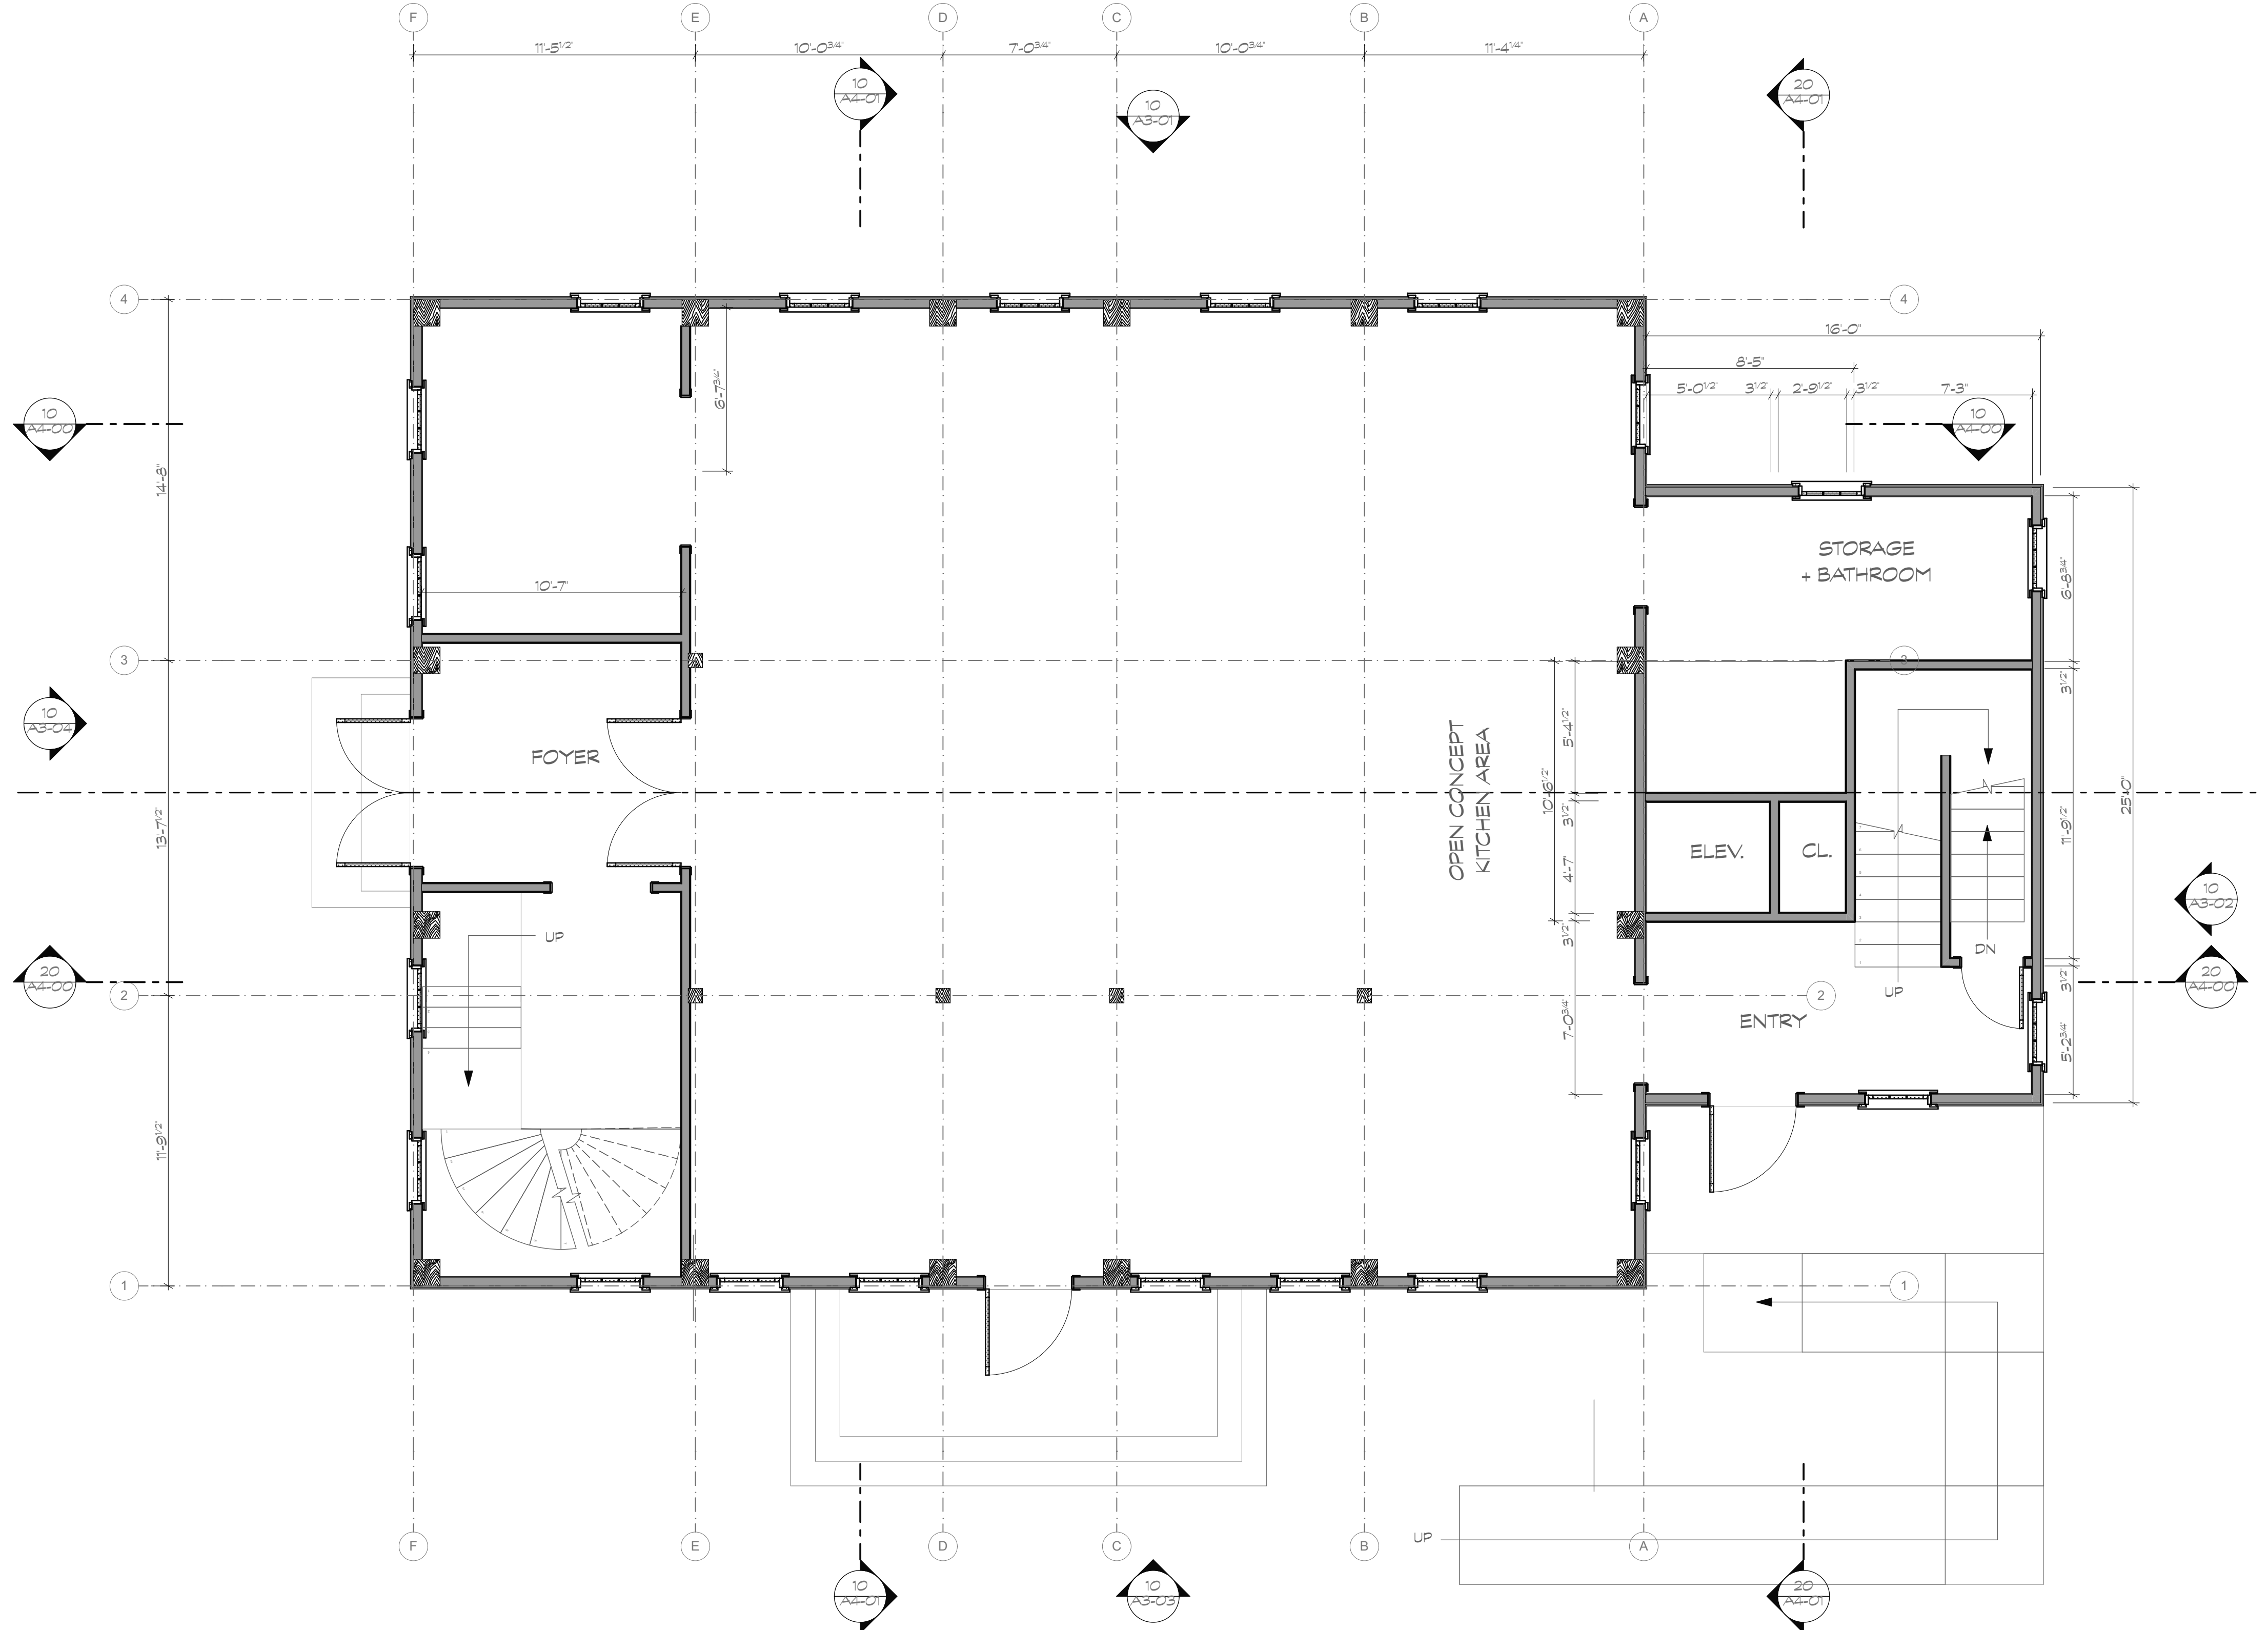 F E D C B A
11'-5 1/2" 10'-0 3/4" 7'-0 3/4" 10'-0 3/4" 11'-4 1/4"
10
A4-01
10
A3-01
20
A4-01
4
4
16'-0"
8'-5"
5'-0 1/2" 3 1/2" 2'-9 1/2" 3 1/2" 7'-3"
6'-7 3/4"
10
A4-00
10
A4-00
14'-8"
STORAGE
+ BATHROOM
6'-8 3/4"
10'-7"
3
3
3 1/2"
10
A3-04
FOYER
OPEN CONCEPT
KITCHEN AREA
5'-4 1/2"
10'-6 1/2"
3 1/2"
4'-7"
3 1/2"
7'-0 3/4"
13'-7 1/2"
11'-9 1/2"
25'-0"
ELEV.
CL.
10
A3-02
UP
DN
UP
20
A4-00
20
A4-00
2
2
3 1/2"
ENTRY
5'-2 3/4"
11'-9 1/2"
1
1
UP
F E D C B A
10
A4-01
10
A3-03
20
A4-01